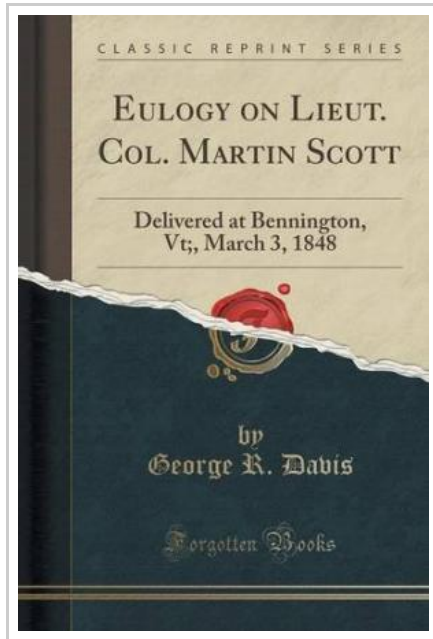 CLASSIC REPRINT SERIES
EULOGY ON LIEUT.
COL. MARTIN SCOTT
Delivered at Bennington,
Vt;, March 3, 1848
by
George R. Davis
Forgotten Books